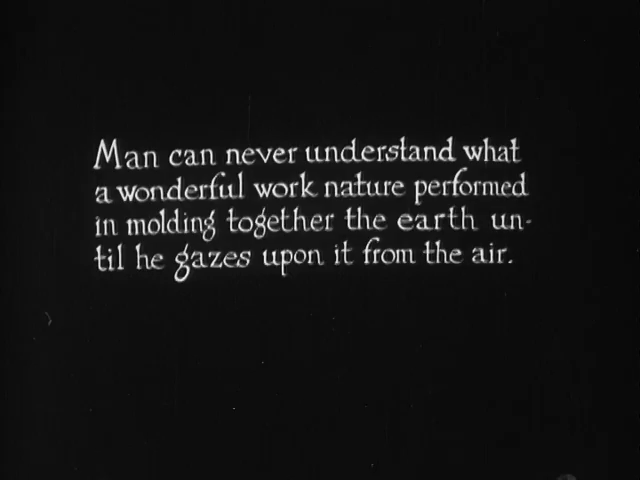 Man can never understand what
a wonderful work nature performed
in molding together the earth un-
til he gazes upon it from the air.